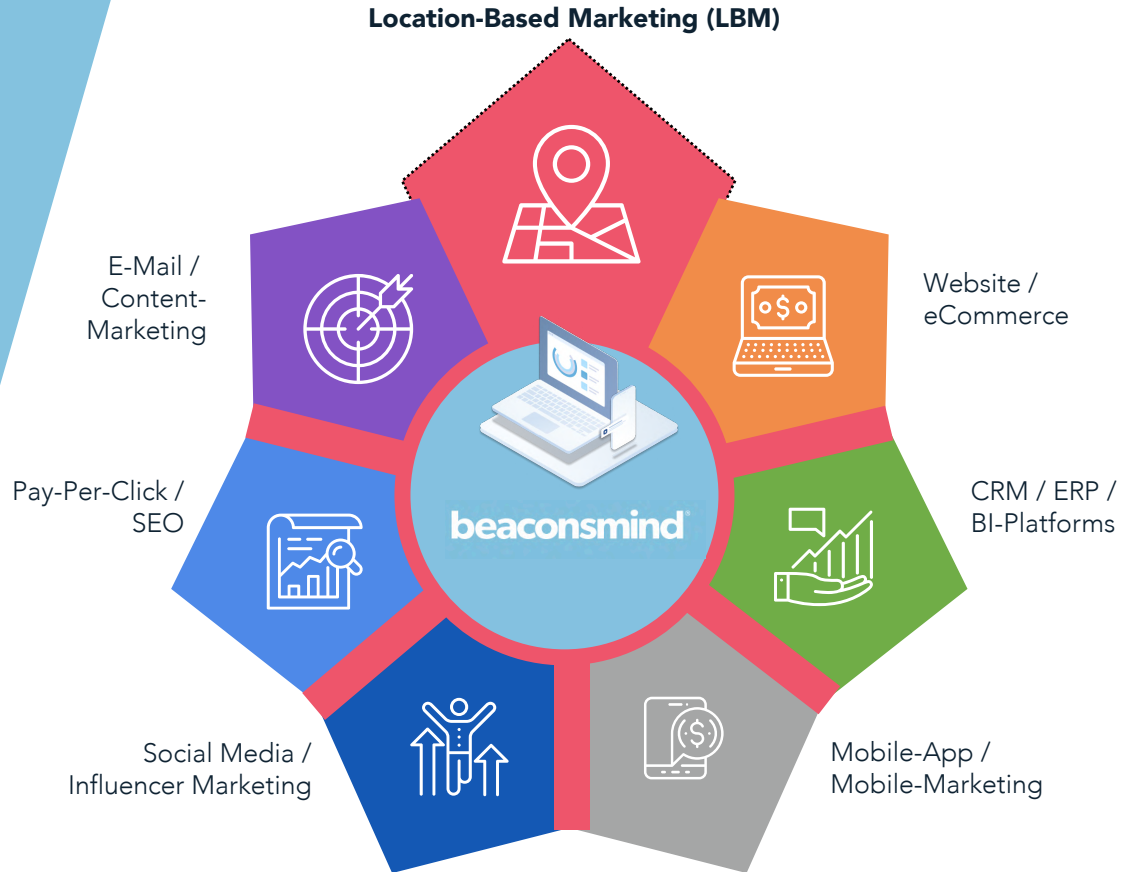 Location-Based Marketing (LBM)
E-Mail /
Content-
Marketing
Website /
eCommerce
Pay-Per-Click /
SEO
CRM / ERP /
BI-Platforms
beaconsmind
Social Media /
Influencer Marketing
Mobile-App /
Mobile-Marketing